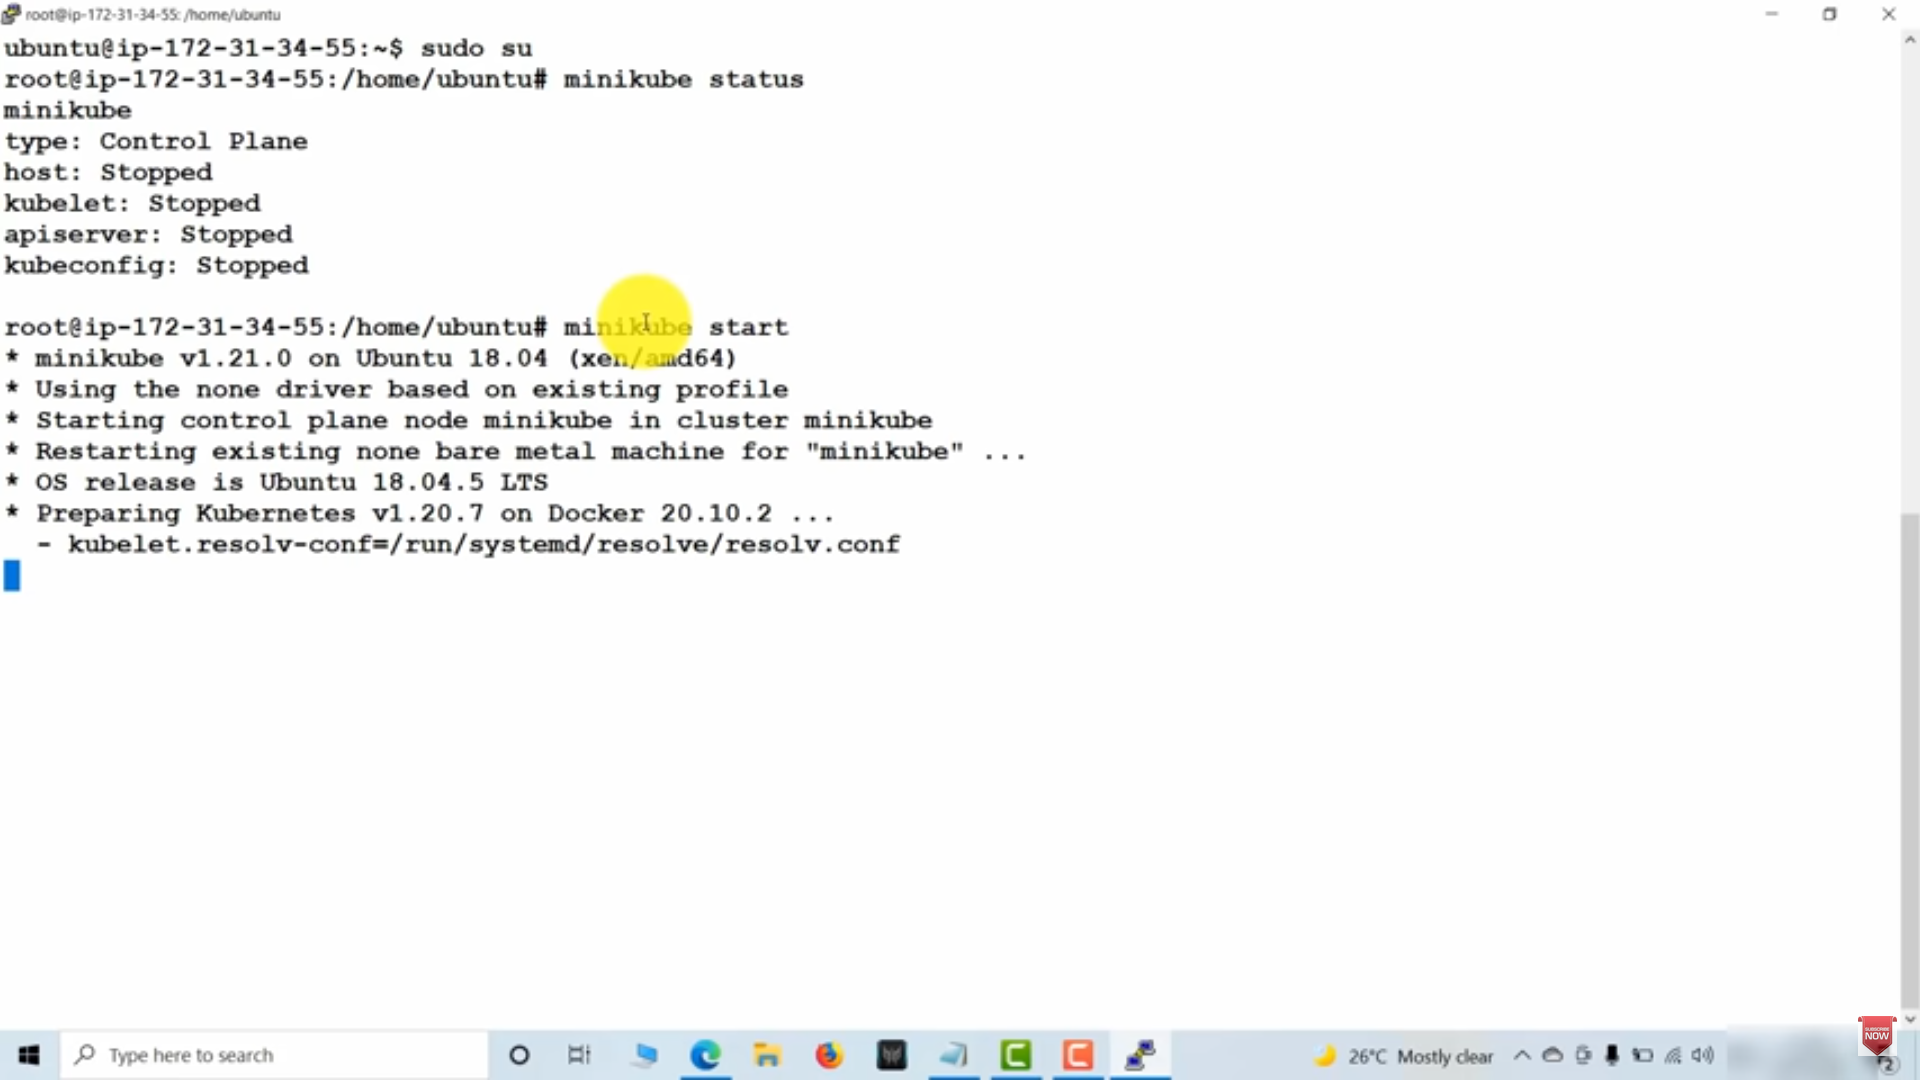 root@ip-172-31-34-55: /home/ubuntu
ubuntu@ip-172-31-34-55:~$ sudo su
root@ip-172-31-34-55:/home/ubuntu# minikube status
minikube
type: Control Plane
host: Stopped
kubelet: Stopped
apiserver: Stopped
kubeconfig: Stopped
root@ip-172-31-34-55:/home/ubuntu# minikube start
* minikube v1.21.0 on Ubuntu 18.04 (xen/amd64)
* Using the none driver based on existing profile
* Starting control plane node minikube in cluster minikube
* Restarting existing none bare metal machine for "minikube" ...
* OS release is Ubuntu 18.04.5 LTS
* Preparing Kubernetes v1.20.7 on Docker 20.10.2 ...
  - kubelet.resolv-conf=/run/systemd/resolve/resolv.conf
SUBSCRIBE
NOW
Type here to search
26°C Mostly clear
2